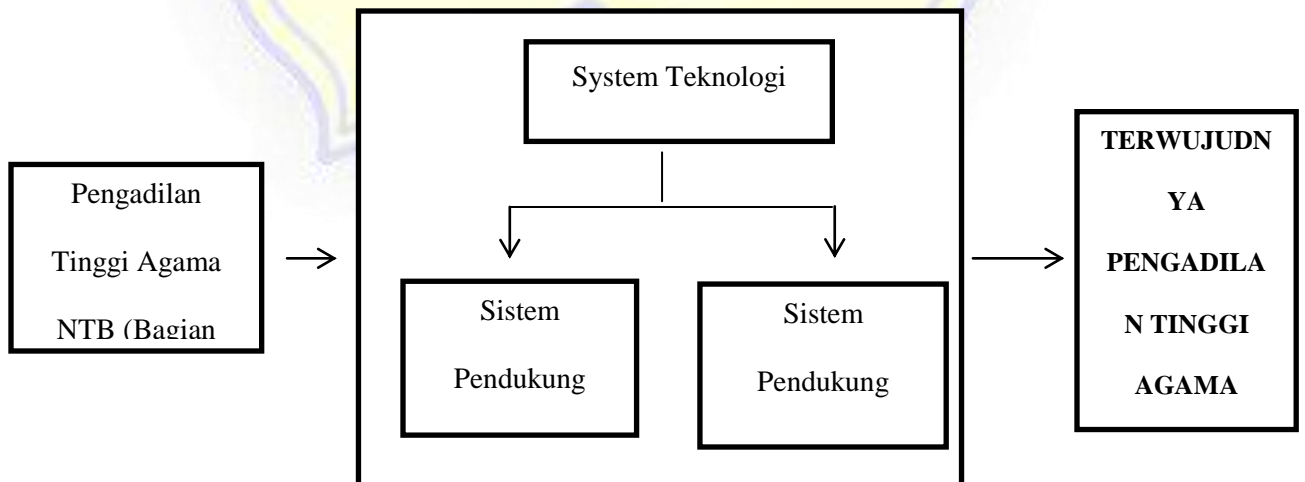 System Teknologi
Pengadilan
Tinggi Agama
NTB (Bagian
Sistem
Pendukung
Sistem
Pendukung
TERWUJUDN
YA
PENGADILA
N TINGGI
AGAMA